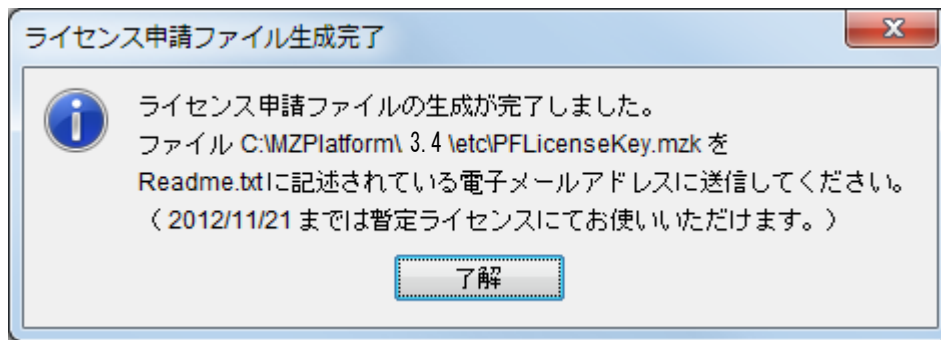 ライセンス申請ファイル生成完了
ライセンス申請ファイルの生成が完了しました。
ファイル C:\MZPlatform\ 3.4 \etc\PFLicenseKey.mzk を
Readme.txtに記述されている電子メールアドレスに送信してください。
（ 2012/11/21 までは暫定ライセンスにてお使いいただけます。）
了解